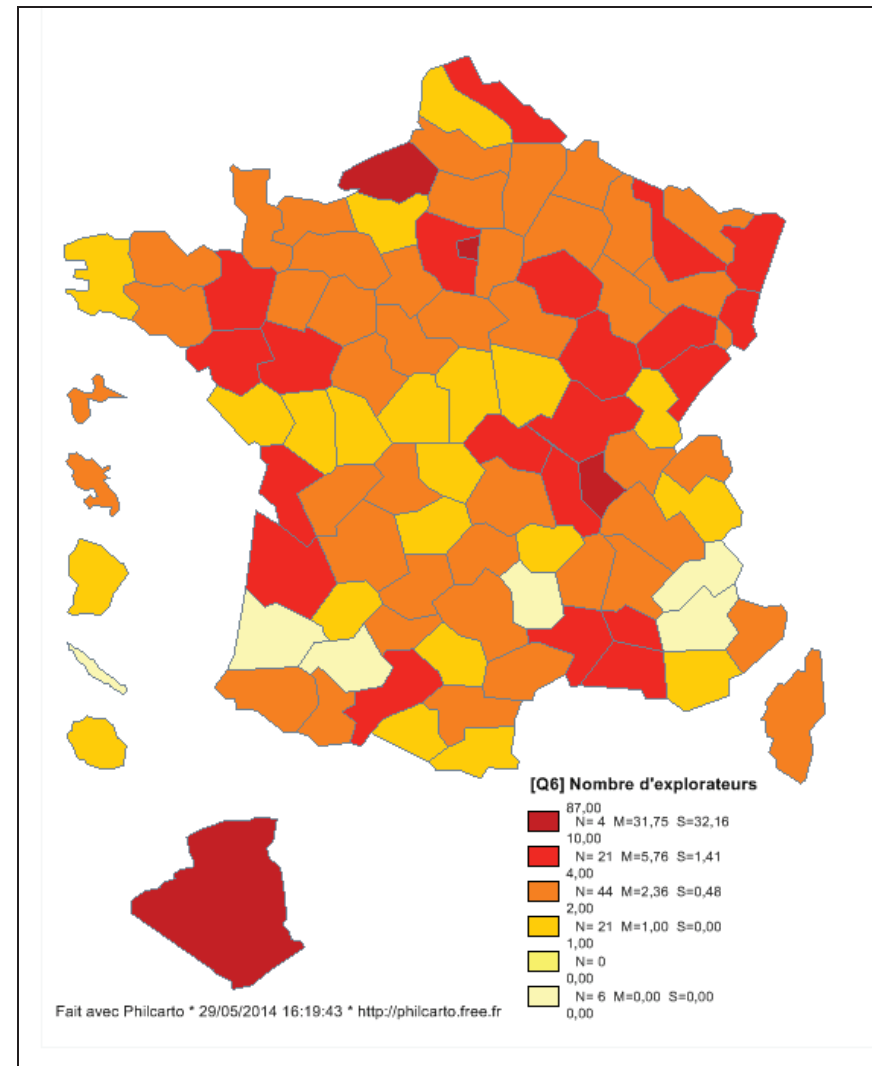 [Q6] Nombre d'explorateurs
87,00
N= 4 M=31,75 S=32,16
10,00
N= 21 M=5,76 S=1,41
4,00
N= 44 M=2,36 S=0,48
2,00
N= 21 M=1,00 S=0,00
1,00
N= 0
0,00
N= 6 M=0,00 S=0,00
0,00
Fait avec Philcarto * 29/05/2014 16:19:43 * http://philcarto.free.fr